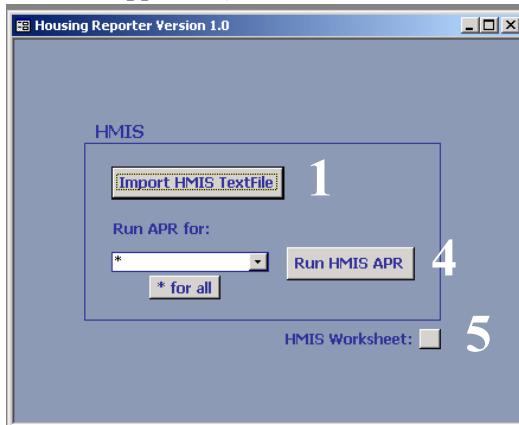 Housing Reporter Version 1.0
HMIS
Import HMIS TextFile 1
Run APR for:
* Run HMIS APR 4
* for all
HMIS Worksheet: 5